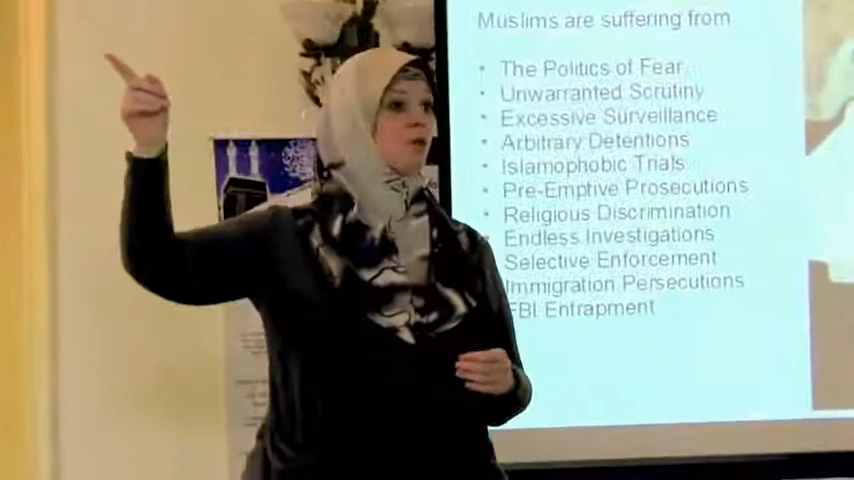 Muslims are suffering from
• The Politics of Fear
• Unwarranted Scrutiny
• Excessive Surveillance
• Arbitrary Detentions
• Islamophobic Trials
• Pre-Emptive Prosecutions
• Religious Discrimination
• Endless Investigations
Selective Enforcement
Immigration Persecutions
FBI Entrapment